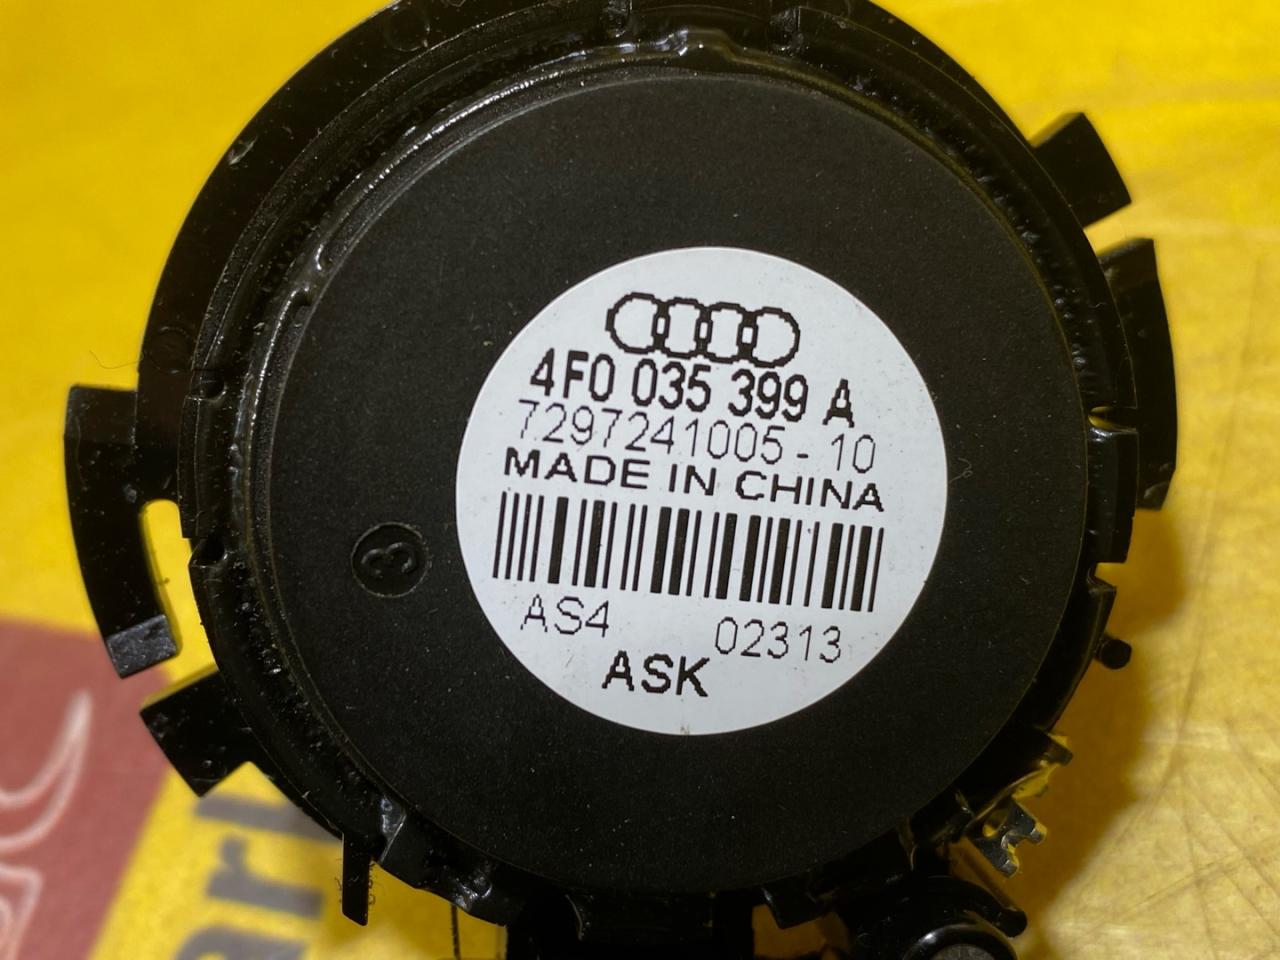 4F0 035 399 A
7297241005 - 10
MADE IN CHINA
AS4 02313
ASK
3